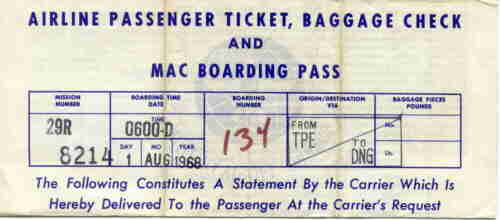 AIRLINE PASSENGER TICKET, BAGGAGE CHECK
AND
MAC BOARDING PASS
MISSION NUMBER
BOARDING TIME DATE
BOARDING NUMBER
ORIGIN/DESTINATION VIA
BAGGAGE PIECES POUNDS
29R
TIME
0600-D
134
FROM
TPE
TO
DNG
8214
DAY MO YEAR
1 AUG 1968
The Following Constitutes A Statement By the Carrier Which is
Hereby Delivered To the Passenger At the Carrier's Request